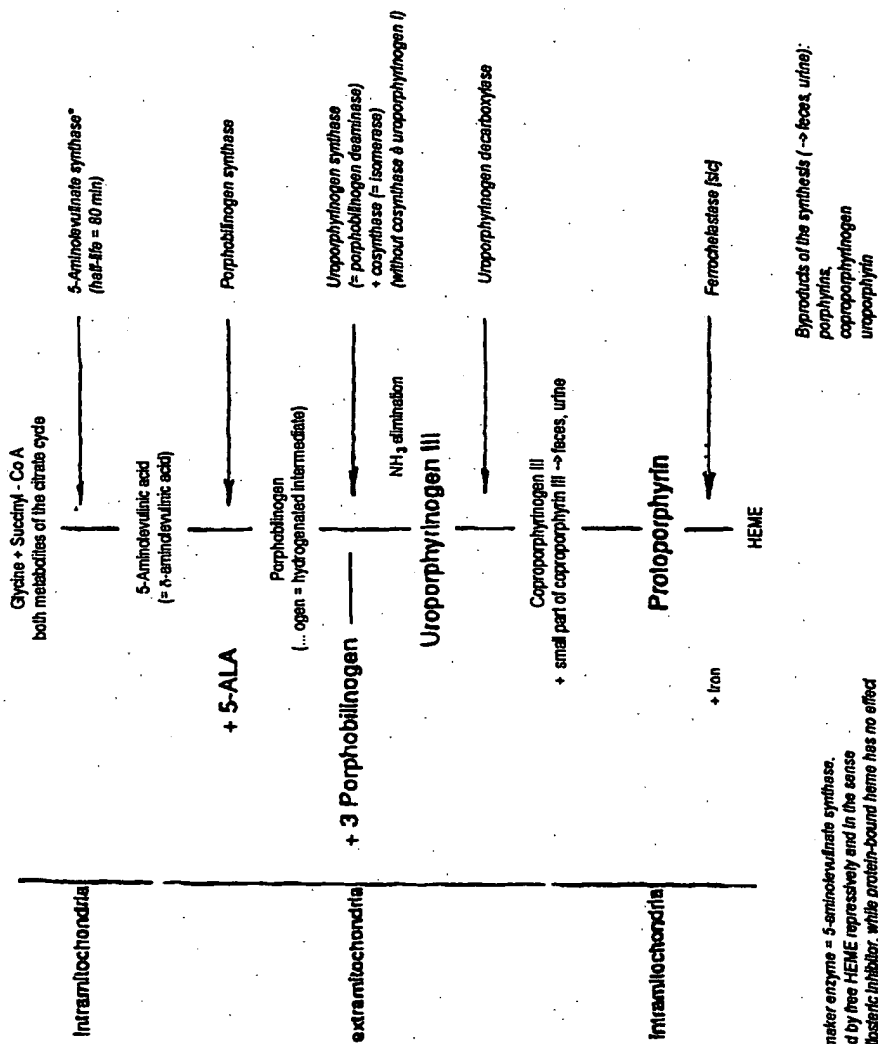 Glycine + Succinyl - Co A
both metabolites of the citrate cycle
5-Aminolevulinate synthase*
(half-life = 80 min)
Intramitochondria
5-Aminolevulinic acid
(= δ-aminolevulinic acid)
+ 5-ALA
Porphobilinogen synthase
Porphobilinogen
(... ogen = hydrogenated intermediate)
extramitochondria
+ 3 Porphobilinogen
Uroporphyrinogen synthase
(= porphobilinogen deaminase)
+ cosynthase (= isomerase)
(without cosynthase à uroporphyrinogen I)
NH3 elimination
Uroporphyrinogen III
Uroporphyrinogen decarboxylase
Coproporphyrinogen III
+ small part of coproporphyrin III → feces, urine
Intramitochondria
Protoporphyrin
+ Iron
Ferrochelastase [sic]
HEME
Byproducts of the synthesis (→ feces, urine):
porphyrins,
coproporphyrinogen
uroporphyrin
maker enzyme = 5-aminolevulinate synthase.
d by free HEME repressively and in the sense
llosteric inhibitor, while protein-bound heme has no effect